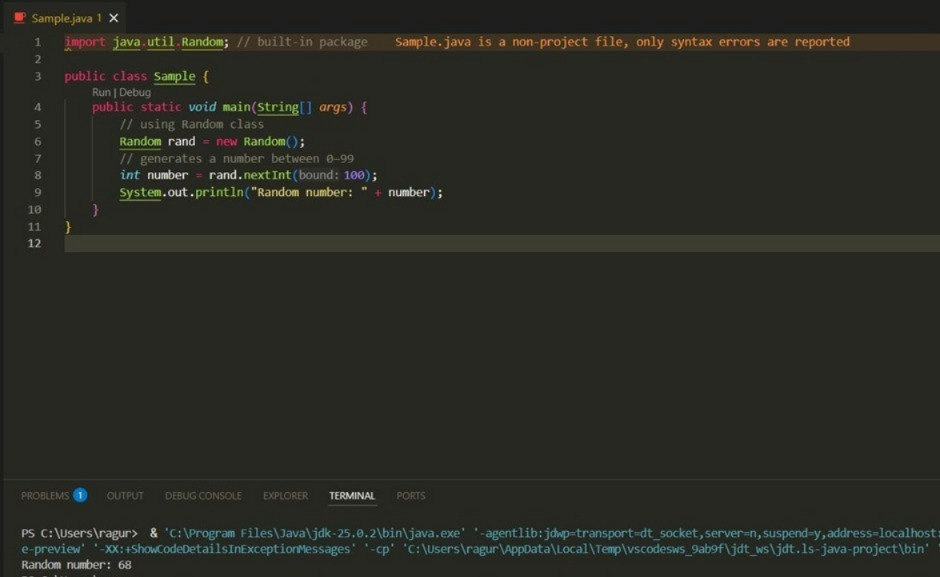 Sample.java 1 ×
1 import java.util.Random; // built-in package Sample.java is a non-project file, only syntax errors are reported
2
3 public class Sample {
Run | Debug
4 public static void main(String[] args) {
5 // using Random class
6 Random rand = new Random();
7 // generates a number between 0–99
8 int number = rand.nextInt(bound: 100);
9 System.out.println("Random number: " + number);
10 }
11 }
12
PROBLEMS 1 OUTPUT DEBUG CONSOLE EXPLORER TERMINAL PORTS
PS C:\Users\ragur> & 'C:\Program Files\Java\jdk-25.0.2\bin\java.exe' '-agentlib:jdwp=transport=dt_socket,server=n,suspend=y,address=localhost:
e-preview' '-XX:+ShowCodeDetailsInExceptionMessages' '-cp' 'C:\Users\ragur\AppData\Local\Temp\vscodesws_9ab9f\jdt_ws\jdt.ls-java-project\bin' '
Random number: 68